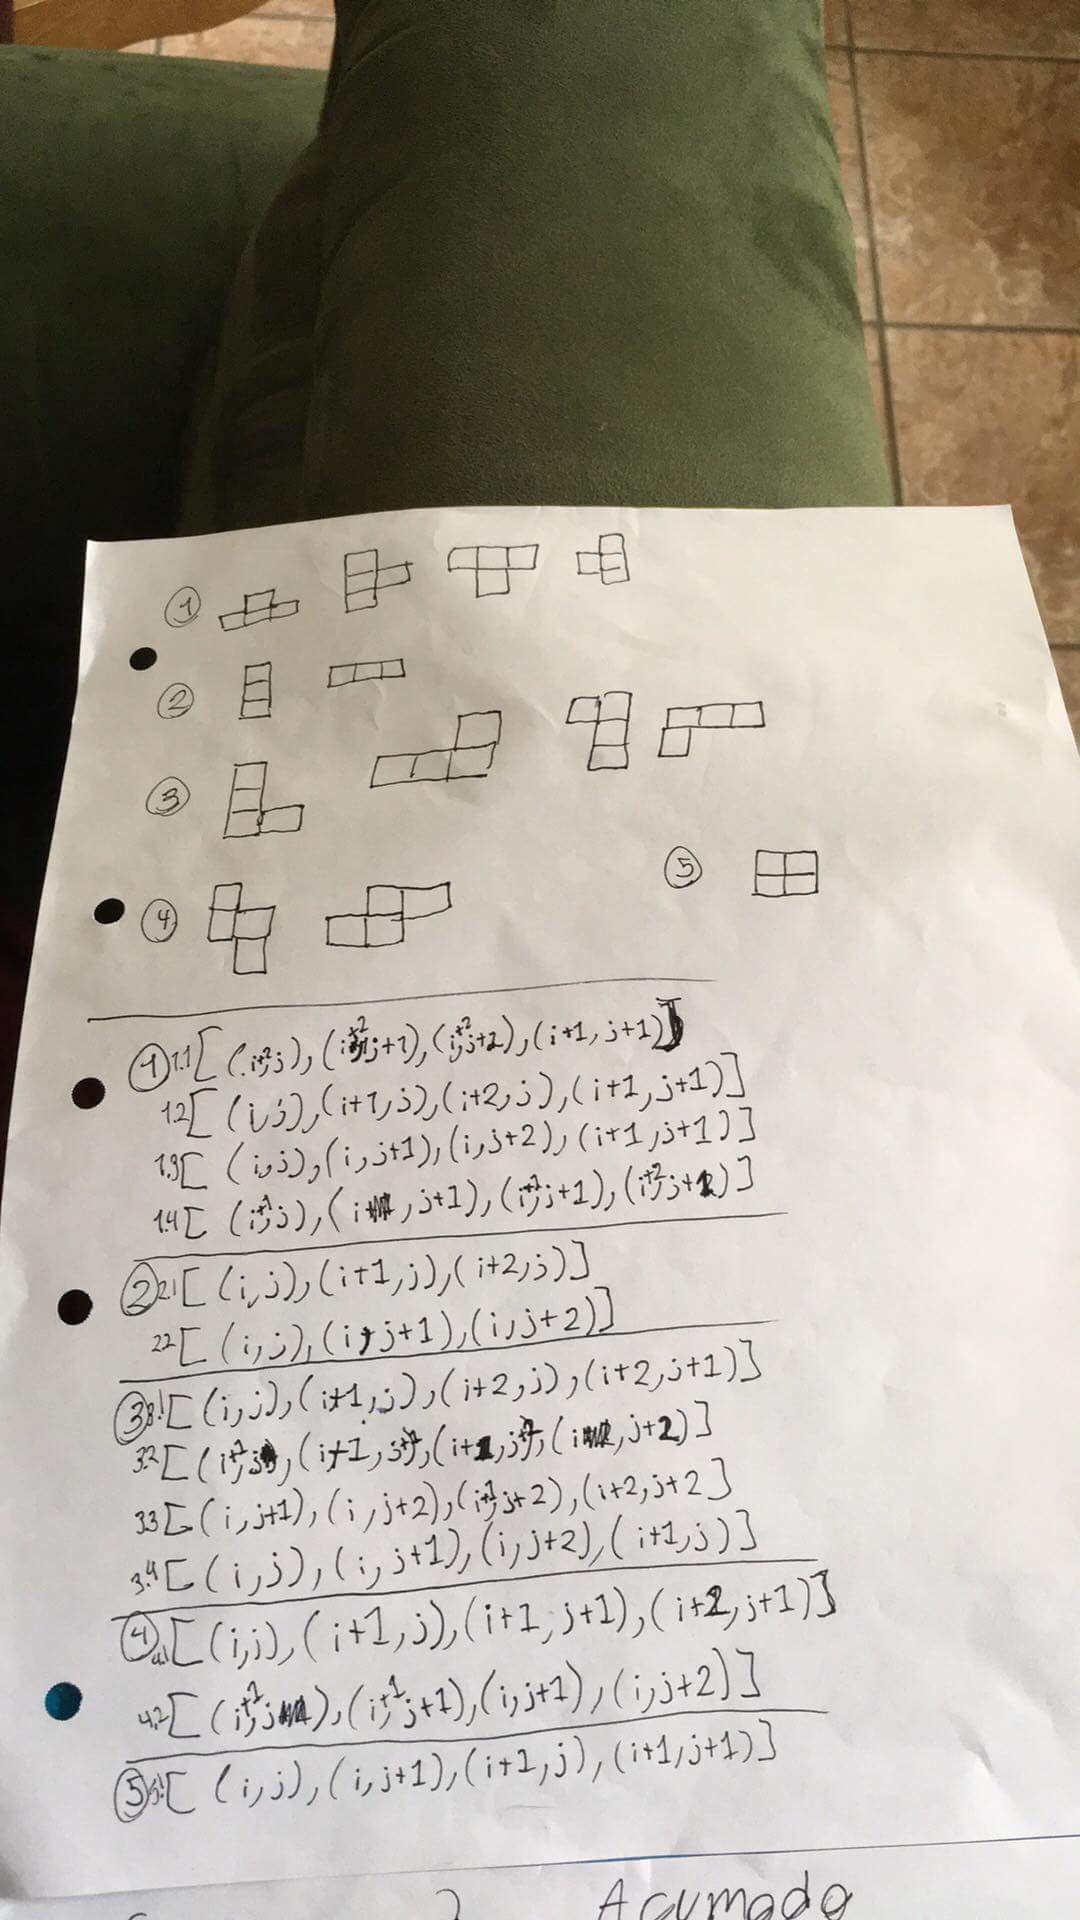 1
2
3
5
4
1 1.1 [(i+2,j),(i+2,j+1),(i+2,j+2),(i+1,j+1)]
1.2 [(i,j),(i+1,j),(i+2,j),(i+1,j+1)]
1.3 [(i,j),(i,j+1),(i,j+2),(i+1,j+1)]
1.4 [(i+1,j),(i,j+1),(i+1,j+1),(i+2,j+1)]
2 2.1 [(i,j),(i+1,j),(i+2,j)]
2.2 [(i,j),(i,j+1),(i,j+2)]
3 3.1 [(i,j),(i+1,j),(i+2,j),(i+2,j+1)]
3.2 [(i+1,j),(i+1,j+1),(i+1,j+2),(i,j+2)]
3.3 [(i,j+1),(i,j+2),(i+1,j+2),(i+2,j+2]
3.4 [(i,j),(i,j+1),(i,j+2),(i+1,j)]
4 4.1 [(i,j),(i+1,j),(i+1,j+1),(i+2,j+1)]
4.2 [(i+1,j),(i+1,j+1),(i,j+1),(i,j+2)]
5 5.1 [(i,j),(i,j+1),(i+1,j),(i+1,j+1)]
Acumado